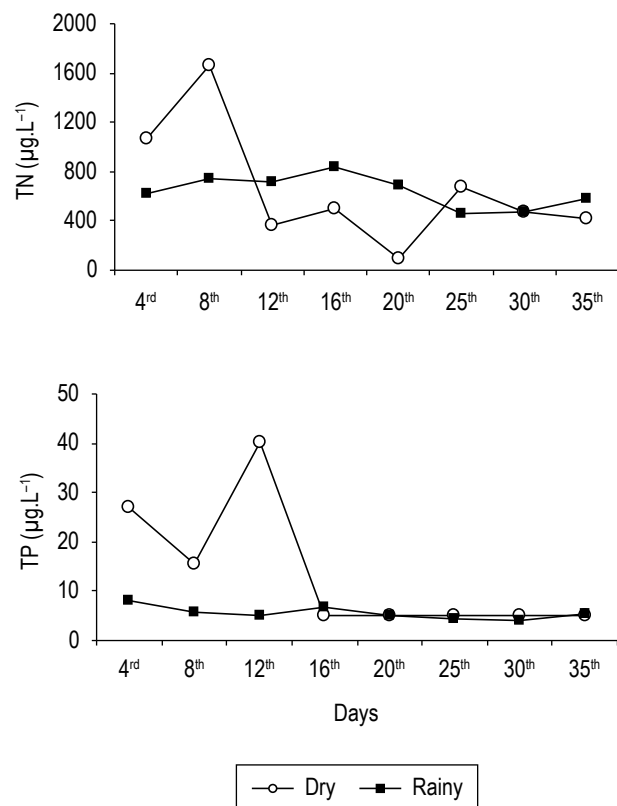 2000
1600
1200
800
400
0
TN (µg.L⁻¹)
4ʳᵈ 8ᵗʰ 12ᵗʰ 16ᵗʰ 20ᵗʰ 25ᵗʰ 30ᵗʰ 35ᵗʰ
50
40
30
20
10
0
TP (µg.L⁻¹)
4ʳᵈ 8ᵗʰ 12ᵗʰ 16ᵗʰ 20ᵗʰ 25ᵗʰ 30ᵗʰ 35ᵗʰ
Days
Dry Rainy